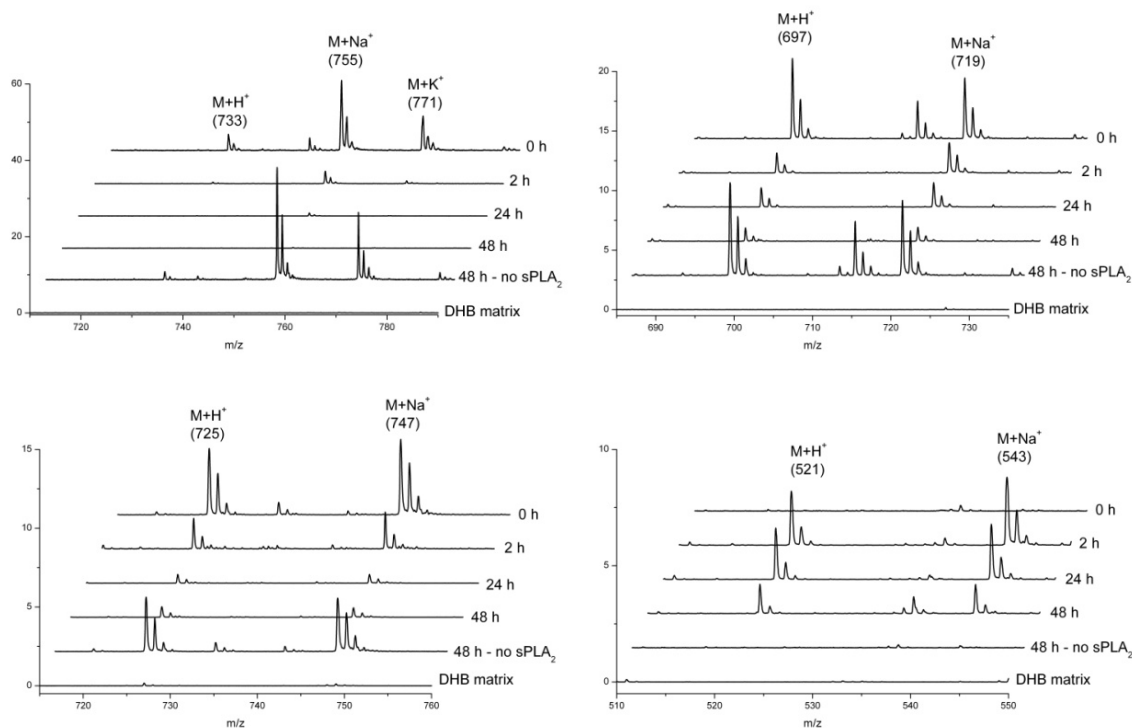 M+H⁺
(733)
M+Na⁺
(755)
M+K⁺
(771)
60
40
20
0
0 h
2 h
24 h
48 h
48 h - no sPLA₂
DHB matrix
720
740
760
780
m/z
M+H⁺
(697)
M+Na⁺
(719)
20
15
10
5
0
0 h
2 h
24 h
48 h
48 h - no sPLA₂
DHB matrix
690
700
710
720
730
m/z
M+H⁺
(725)
M+Na⁺
(747)
15
10
5
0
0 h
2 h
24 h
48 h
48 h - no sPLA₂
DHB matrix
720
730
740
750
760
m/z
M+H⁺
(521)
M+Na⁺
(543)
10
5
0
0 h
2 h
24 h
48 h
48 h - no sPLA₂
DHB matrix
510
520
530
540
550
m/z